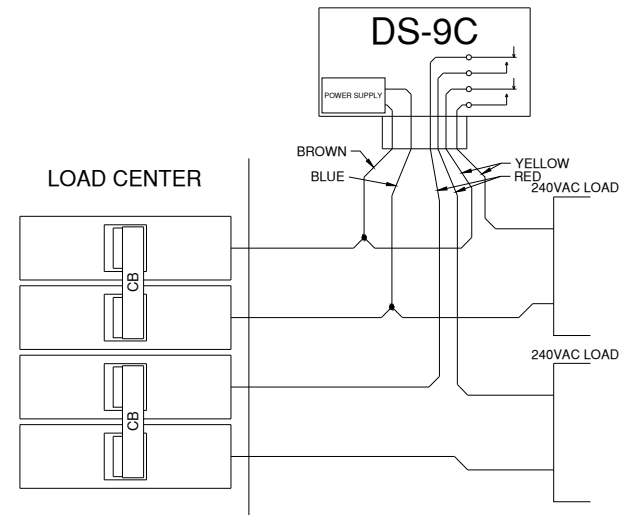 DS-9C
POWER SUPPLY
BROWN
BLUE
YELLOW
RED
LOAD CENTER
240VAC LOAD
CB
240VAC LOAD
CB